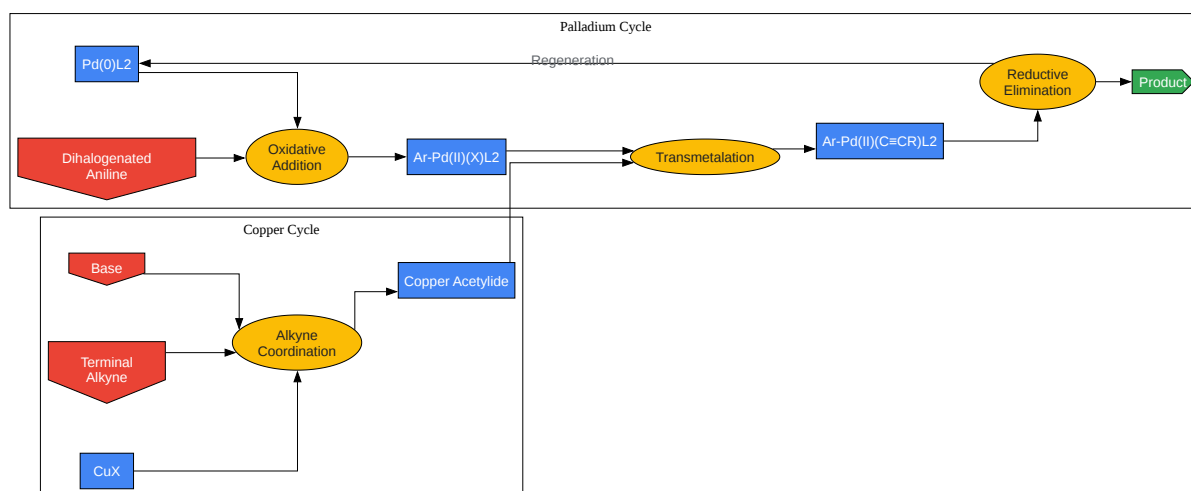 Palladium Cycle
Pd(0)L2
Regeneration
Reductive
Elimination
Product
Dihalogenated
Aniline
Oxidative
Addition
Ar-Pd(II)(X)L2
Transmetalation
Ar-Pd(II)(C≡CR)L2
Copper Cycle
Base
Copper Acetylide
Alkyne
Coordination
Terminal
Alkyne
CuX